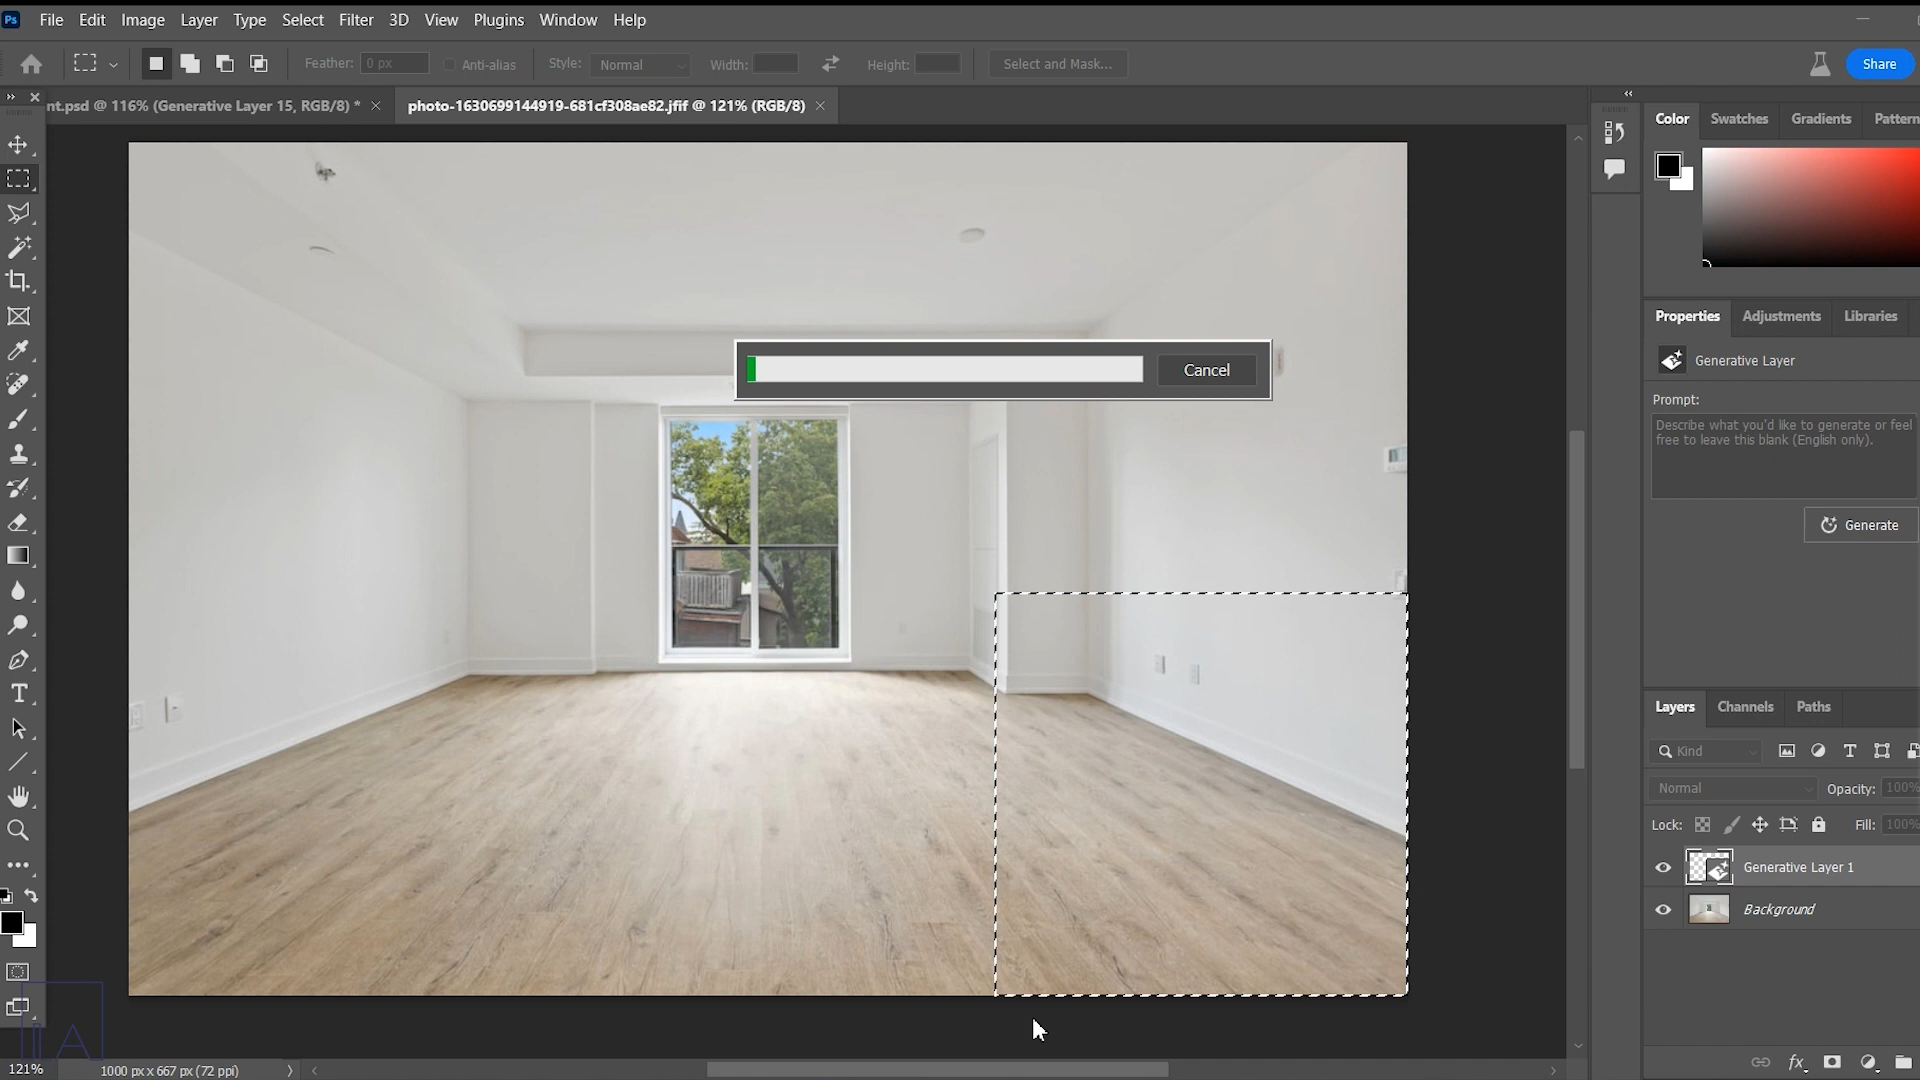 Ps File Edit Image Layer Type Select Filter 3D View Plugins Window Help
Feather: 0 px Anti-alias Style: Normal Width: Height: Select and Mask... Share
nt.psd @ 116% (Generative Layer 15, RGB/8) * photo-1630699144919-681cf308ae82.jfif @ 121% (RGB/8)
Color Swatches Gradients Pattern
Cancel
Properties Adjustments Libraries
Generative Layer
Prompt:
Describe what you'd like to generate or feel
free to leave this blank (English only).
Generate
Layers Channels Paths
Kind
Normal Opacity: 100%
Lock: Fill: 100%
Generative Layer 1
Background
121% 1000 px x 667 px (72 ppi)